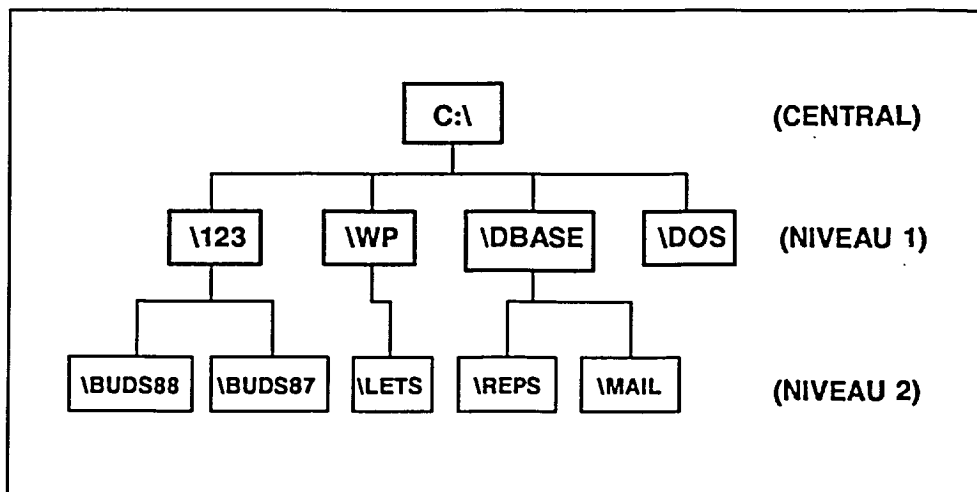 C:\ (CENTRAL)
\123 \WP \DBASE \DOS (NIVEAU 1)
\BUDS88 \BUDS87 \LETS \REPS \MAIL (NIVEAU 2)